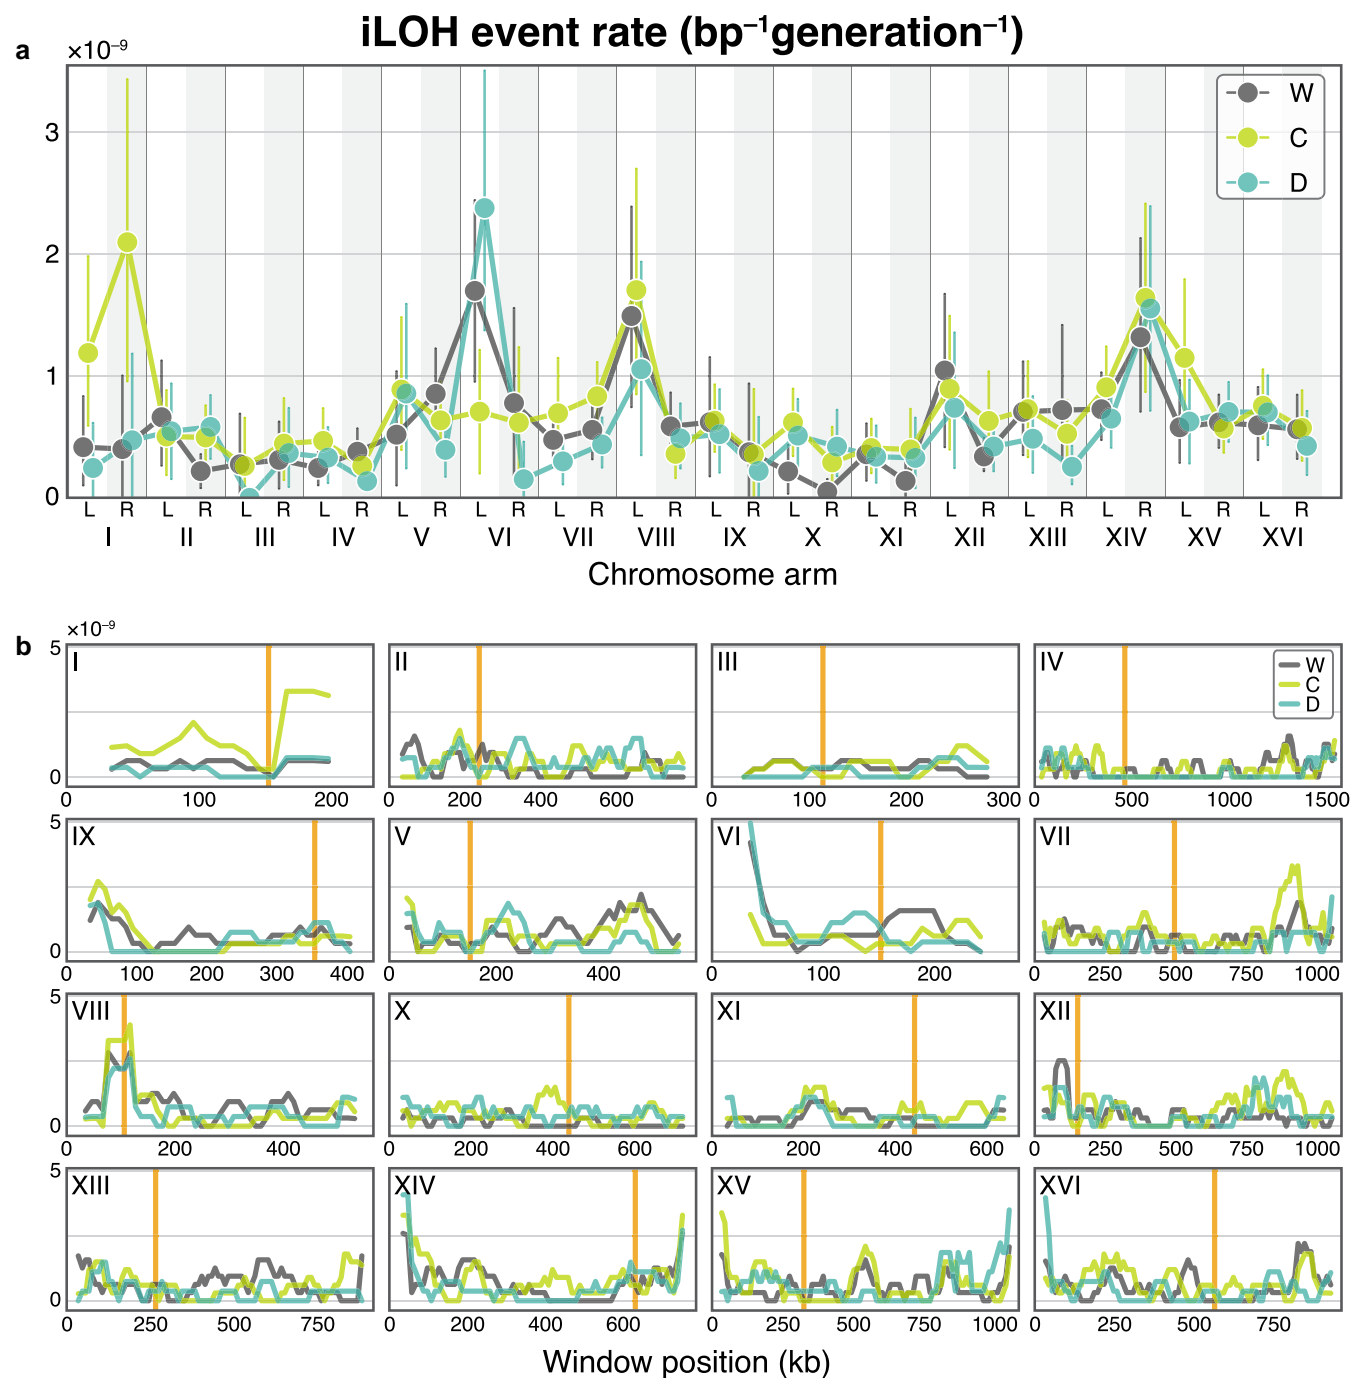 iLOH event rate (bp⁻¹generation⁻¹)
a
×10⁻⁹
3
2
1
0
W
C
D
L R L R L R L R L R L R L R L R L R L R L R L R L R L R L R L R
I II III IV V VI VII VIII IX X XI XII XIII XIV XV XVI
Chromosome arm
b
×10⁻⁹
5
0
I
0 100 200
II
0 200 400 600
III
0 100 200 300
IV
W
C
D
0 500 1000 1500
5
0
IX
0 100 200 300 400
V
0 200 400
VI
0 100 200
VII
0 250 500 750 1000
5
0
VIII
200 400
X
0 200 400 600
XI
0 200 400 600
XII
0 250 500 750 1000
5
0
XIII
0 250 500 750
XIV
0 200 400 600
XV
0 250 500 750 1000
XVI
0 250 500 750
Window position (kb)